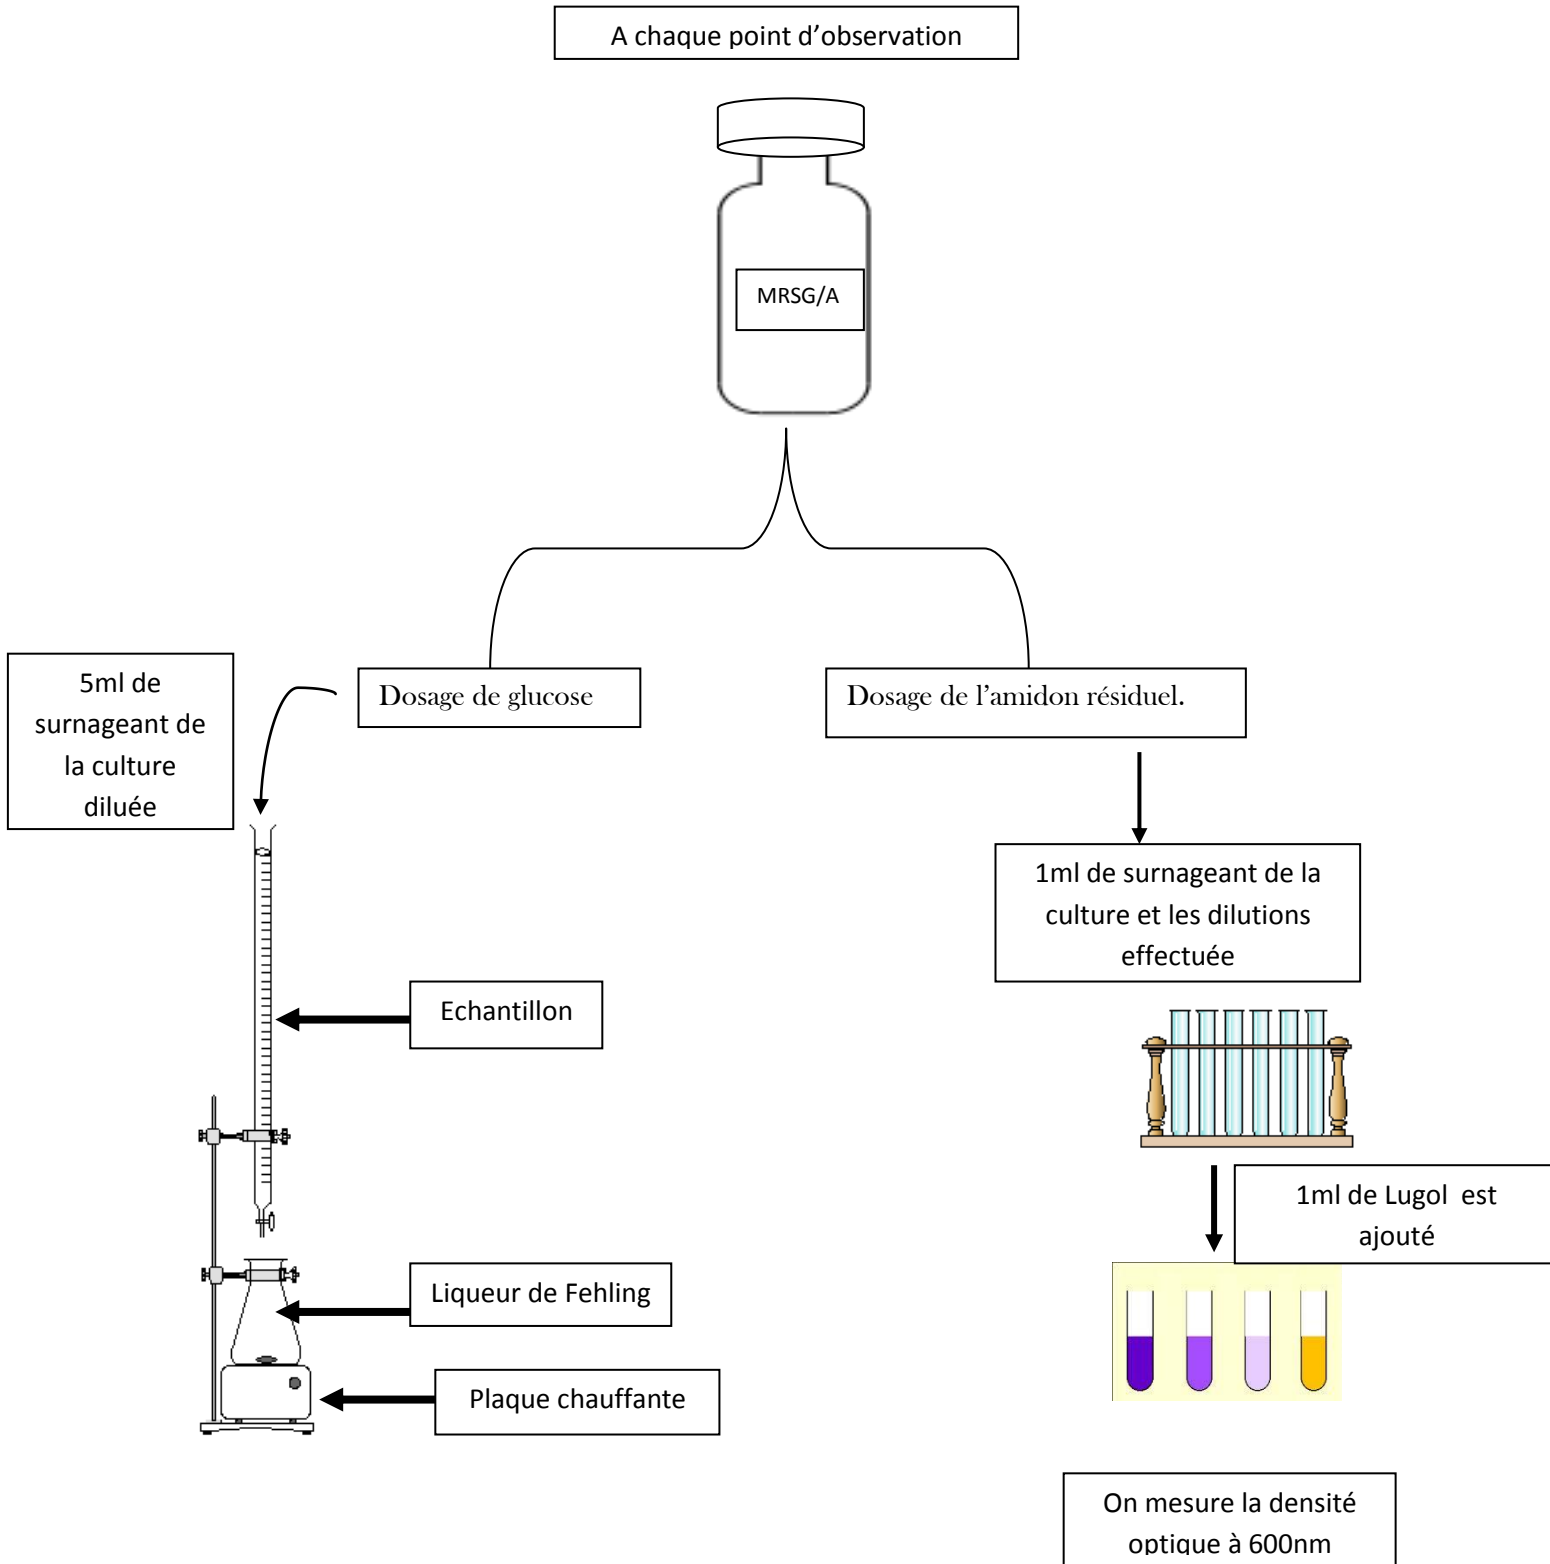 A chaque point d’observation
MRSG/A
5ml de
surnageant de
la culture
diluée
Dosage de glucose
Dosage de l’amidon résiduel.
1ml de surnageant de la
culture et les dilutions
effectuée
Echantillon
1ml de Lugol est
ajouté
Liqueur de Fehling
Plaque chauffante
On mesure la densité
optique à 600nm